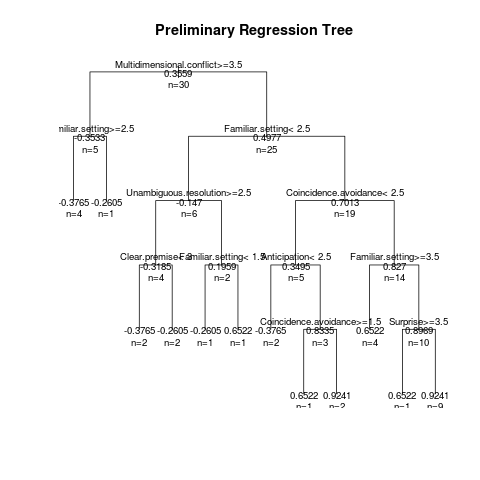 Preliminary Regression Tree
Multidimensional.conflict>=3.5
0.3559
n=30
miliar.setting>=2.5
-0.3533
n=5
Familiar.setting< 2.5
0.4977
n=25
-0.3765
n=4
-0.2605
n=1
Unambiguous.resolution>=2.5
-0.147
n=6
Coincidence.avoidance< 2.5
0.7013
n=19
Clear.premise<
-0.3185
n=4
Familiar.setting< 1.5
0.1959
n=2
Anticipation< 2.5
0.3495
n=5
Familiar.setting>=3.5
0.827
n=14
-0.3765
n=2
-0.2605
n=2
-0.2605
n=1
0.6522
n=1
-0.3765
n=2
Coincidence.avoidance>=1.5
0.8335
n=3
0.6522
n=4
Surprise>=3.5
0.8969
n=10
0.6522
n=1
0.9241
n=2
0.6522
n=1
0.9241
n=9